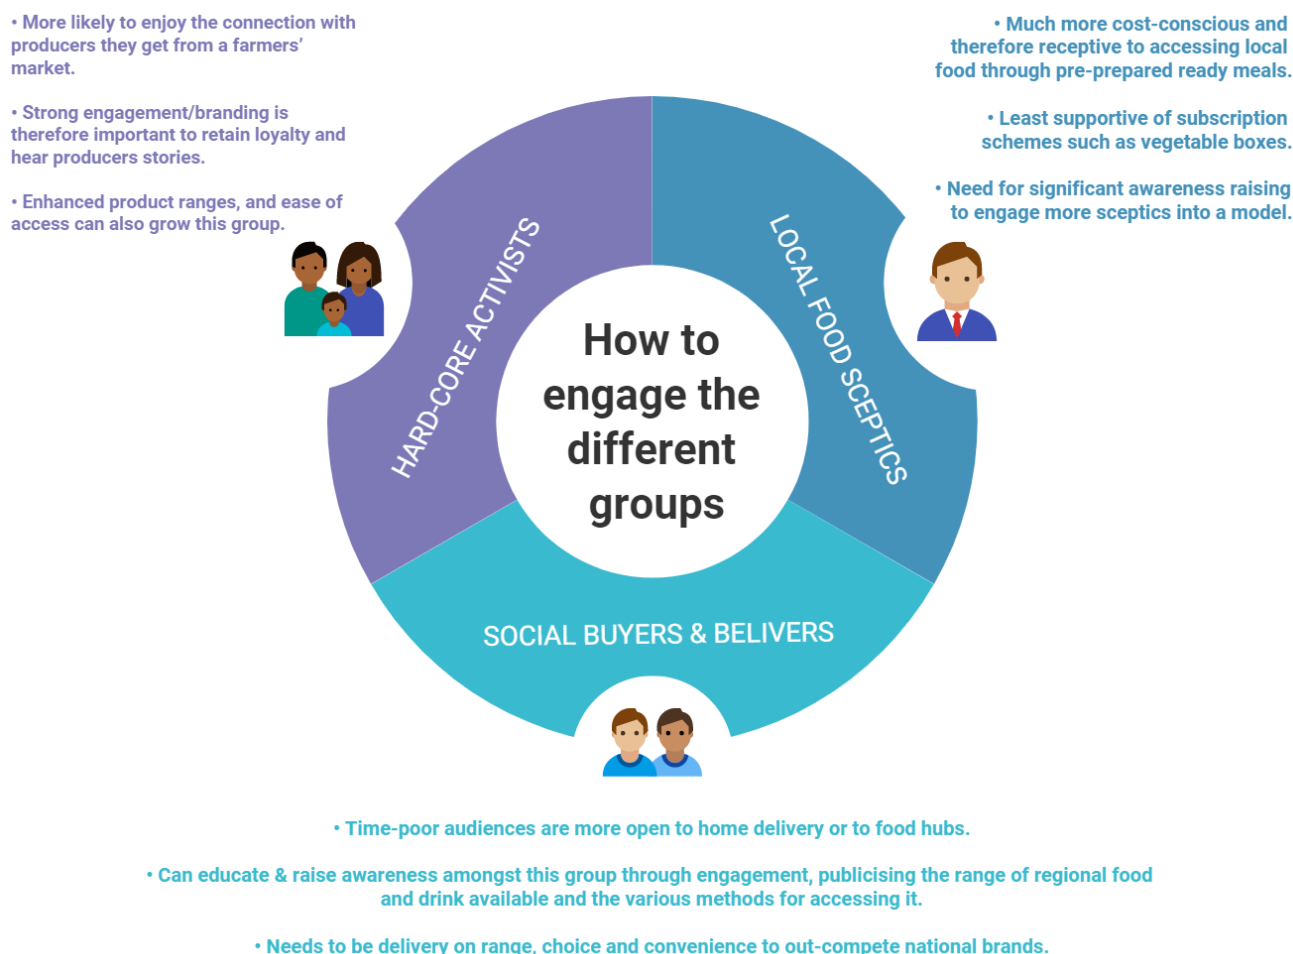 • More likely to enjoy the connection with
producers they get from a farmers’
market.
• Strong engagement/branding is
therefore important to retain loyalty and
hear producers stories.
• Enhanced product ranges, and ease of
access can also grow this group.
• Much more cost-conscious and
therefore receptive to accessing local
food through pre-prepared ready meals.
• Least supportive of subscription
schemes such as vegetable boxes.
• Need for significant awareness raising
to engage more sceptics into a model.
HARD-CORE ACTIVISTS
LOCAL FOOD SCEPTICS
How to
engage the
different
groups
SOCIAL BUYERS & BELIVERS
• Time-poor audiences are more open to home delivery or to food hubs.
• Can educate & raise awareness amongst this group through engagement, publicising the range of regional food
and drink available and the various methods for accessing it.
• Needs to be delivery on range, choice and convenience to out-compete national brands.